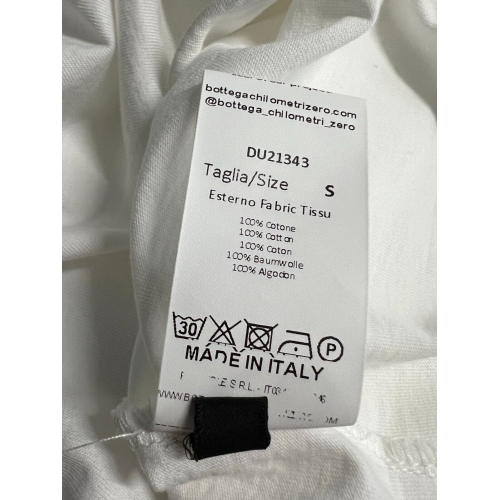 bottegachilometrizero.com
@bottega_chilometri_zero
DU21343
Taglia/Size S
Esterno Fabric Tissu
100% Cotone
100% Cotton
100% Coton
100% Baumwolle
100% Algodon
30 P
MADE IN ITALY
S.R.L. -